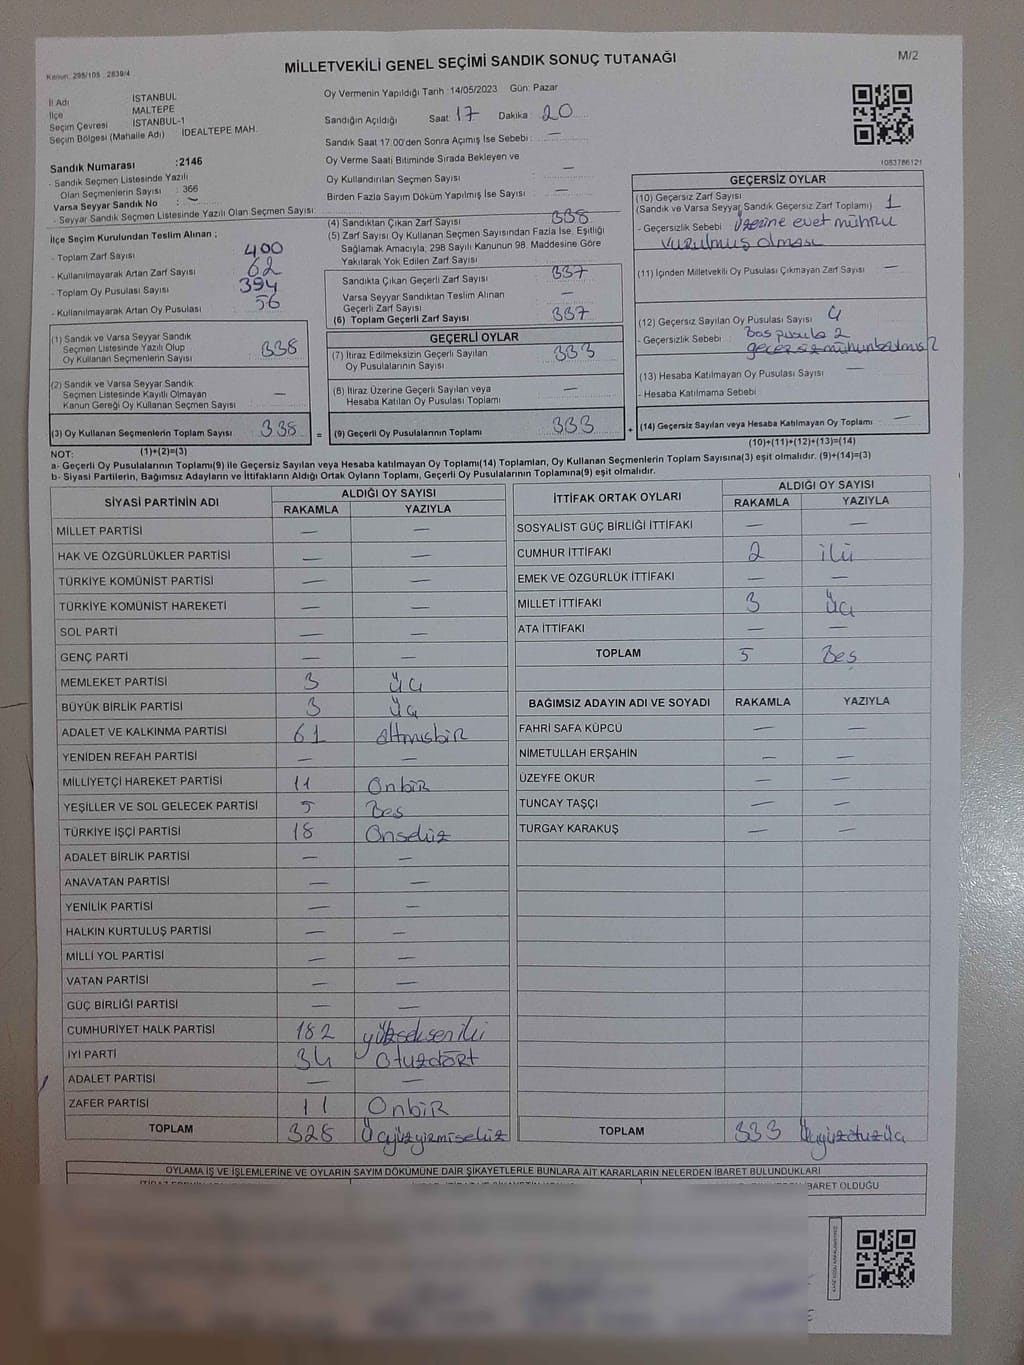 Kanun: 298/105 , 2839/4
MİLLETVEKİLİ GENEL SEÇİMİ SANDIK SONUÇ TUTANAĞI
M/2
İl Adı İSTANBUL
İlçe MALTEPE
Seçim Çevresi İSTANBUL-1
Seçim Bölgesi (Mahalle Adı) İDEALTEPE MAH.
Sandık Numarası :2146
- Sandık Seçmen Listesinde Yazılı
Olan Seçmenlerin Sayısı : 366
Varsa Seyyar Sandık No : –
- Seyyar Sandık Seçmen Listesinde Yazılı Olan Seçmen Sayısı:
İlçe Seçim Kurulundan Teslim Alınan ;
- Toplam Zarf Sayısı 400
- Kullanılmayarak Artan Zarf Sayısı 62
- Toplam Oy Pusulası Sayısı 394
- Kullanılmayarak Artan Oy Pusulası 56
(1) Sandık ve Varsa Seyyar Sandık
Seçmen Listesinde Yazılı Olup
Oy Kullanan Seçmenlerin Sayısı : 338
(2) Sandık ve Varsa Seyyar Sandık
Seçmen Listesinde Kayıtlı Olmayan
Kanun Gereği Oy Kullanan Seçmen Sayısı : –
(3) Oy Kullanan Seçmenlerin Toplam Sayısı : 338
Oy Vermenin Yapıldığı Tarih :14/05/2023 Gün: Pazar
Sandığın Açıldığı Saat: 17 Dakika : 20
Sandık Saat 17.00'den Sonra Açımış İse Sebebi : –
Oy Verme Saati Bitiminde Sırada Bekleyen ve
Oy Kullandırılan Seçmen Sayısı : –
Birden Fazla Sayım Döküm Yapılmış İse Sayısı : –
(4) Sandıktan Çıkan Zarf Sayısı : 338
(5) Zarf Sayısı Oy Kullanan Seçmen Sayısından Fazla İse, Eşitliği
Sağlamak Amacıyla; 298 Sayılı Kanunun 98. Maddesine Göre
Yakılarak Yok Edilen Zarf Sayısı :
Sandıkta Çıkan Geçerli Zarf Sayısı : 337
Varsa Seyyar Sandıktan Teslim Alınan
Geçerli Zarf Sayısı : –
(6) Toplam Geçerli Zarf Sayısı : 337
GEÇERLİ OYLAR
(7) İtiraz Edilmeksizin Geçerli Sayılan
Oy Pusulalarının Sayısı : 333
(8) İtiraz Üzerine Geçerli Sayılan veya
Hesaba Katılan Oy Pusulası Toplamı : –
= (9) Geçerli Oy Pusulalarının Toplamı : 333
1083786121
GEÇERSİZ OYLAR
(10) Geçersiz Zarf Sayısı
(Sandık ve Varsa Seyyar Sandık Geçersiz Zarf Toplamı) : 1
- Geçersizlik Sebebi : üzerine evet mührü
vurulmuş olması
(11) İçinden Milletvekili Oy Pusulası Çıkmayan Zarf Sayısı : –
(12) Geçersiz Sayılan Oy Pusulası Sayısı : 4
- Geçersizlik Sebebi : Boş pusula 2
(13) Hesaba Katılmayan Oy Pusulası Sayısı : –
- Hesaba Katılmama Sebebi
+ (14) Geçersiz Sayılan veya Hesaba Katılmayan Oy Toplamı : –
NOT: (1)+(2)=(3)
(10)+(11)+(12)+(13)=(14)
a- Geçerli Oy Pusulalarının Toplamı(9) ile Geçersiz Sayılan veya Hesaba katılmayan Oy Toplamı(14) Toplamları, Oy Kullanan Seçmenlerin Toplam Sayısına(3) eşit olmalıdır. (9)+(14)=(3)
b- Siyasi Partilerin, Bağımsız Adayların ve İttifakların Aldığı Ortak Oyların Toplamı, Geçerli Oy Pusulalarının Toplamına(9) eşit olmalıdır.
SİYASİ PARTİNİN ADI ALDIĞI OY SAYISI
RAKAMLA YAZIYLA
MİLLET PARTİSİ – –
HAK VE ÖZGÜRLÜKLER PARTİSİ – –
TÜRKİYE KOMÜNİST PARTİSİ – –
TÜRKİYE KOMÜNİST HAREKETİ – –
SOL PARTİ – –
GENÇ PARTİ – –
MEMLEKET PARTİSİ 3 üç
BÜYÜK BİRLİK PARTİSİ 3 üç
ADALET VE KALKINMA PARTİSİ 61 altmışbir
YENİDEN REFAH PARTİSİ – –
MİLLİYETÇİ HAREKET PARTİSİ 11 Onbir
YEŞİLLER VE SOL GELECEK PARTİSİ 5 Beş
TÜRKİYE İŞÇİ PARTİSİ 18 Onsekiz
ADALET BİRLİK PARTİSİ – –
ANAVATAN PARTİSİ – –
YENİLİK PARTİSİ – –
HALKIN KURTULUŞ PARTİSİ – –
MİLLİ YOL PARTİSİ – –
VATAN PARTİSİ – –
GÜÇ BİRLİĞİ PARTİSİ – –
CUMHURİYET HALK PARTİSİ 182 yüzsekseniki
İYİ PARTİ 34 Otuzdört
ADALET PARTİSİ – –
ZAFER PARTİSİ 11 Onbir
TOPLAM 328 Üçyüzyirmisekiz
İTTİFAK ORTAK OYLARI ALDIĞI OY SAYISI
RAKAMLA YAZIYLA
SOSYALİST GÜÇ BİRLİĞİ İTTİFAKI – –
CUMHUR İTTİFAKI 2 iki
EMEK VE ÖZGÜRLÜK İTTİFAKI – –
MİLLET İTTİFAKI 3 üç
ATA İTTİFAKI – –
TOPLAM 5 Beş
BAĞIMSIZ ADAYIN ADI VE SOYADI RAKAMLA YAZIYLA
FAHRİ SAFA KÜPCÜ – –
NİMETULLAH ERŞAHİN – –
ÜZEYFE OKUR – –
TUNCAY TAŞÇI – –
TURGAY KARAKUŞ – –
TOPLAM 333 Üçyüzotuzüç
OYLAMA İŞ VE İŞLEMLERİNE VE OYLARIN SAYIM DÖKÜMÜNE DAİR ŞİKAYETLERLE BUNLARA AİT KARARLARIN NELERDEN İBARET BULUNDUKLARI
BARET OLDUĞU